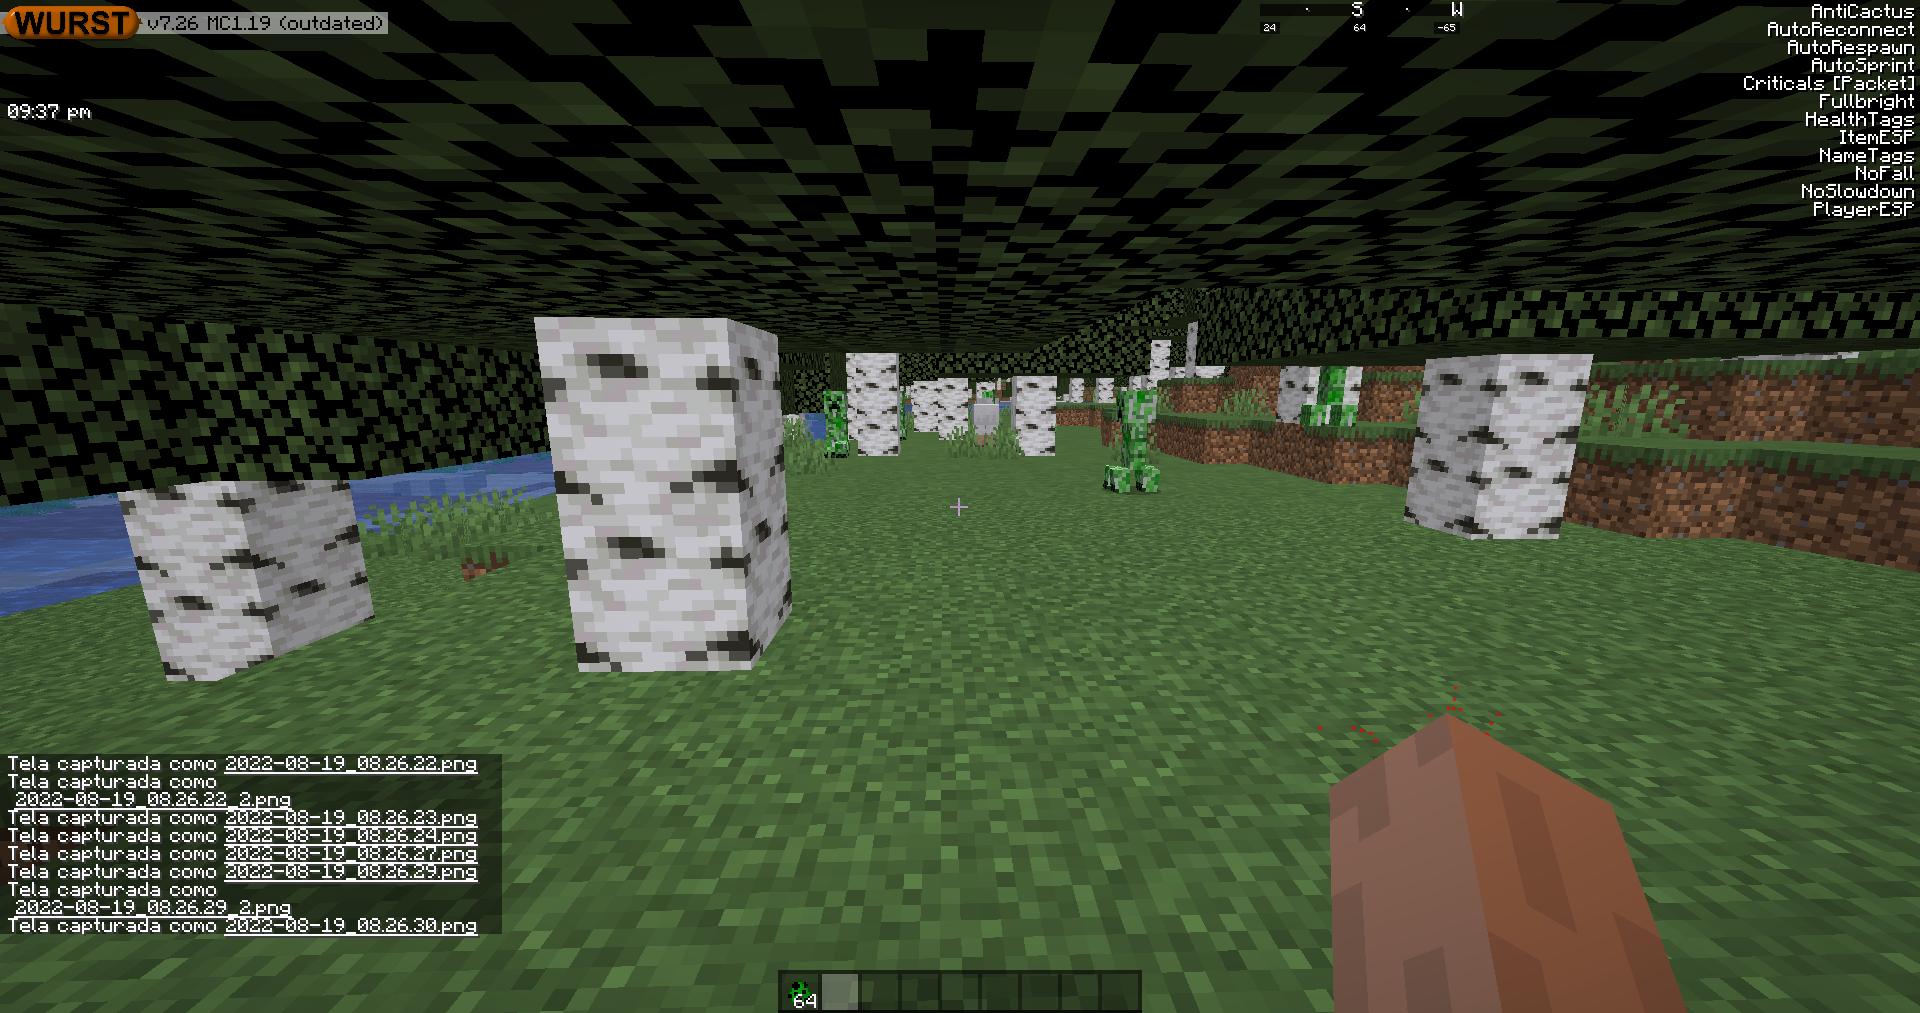 WURST v7.26 MC1.19 (outdated)
S W
24 64 -65
AntiCactus
AutoReconnect
AutoRespawn
AutoSprint
Criticals [Packet]
Fullbright
HealthTags
ItemESP
NameTags
NoFall
NoSlowdown
PlayerESP
09:37 pm
Tela capturada como 2022-08-19_08.26.22.png
Tela capturada como
2022-08-19_08.26.22_2.png
Tela capturada como 2022-08-19_08.26.23.png
Tela capturada como 2022-08-19_08.26.24.png
Tela capturada como 2022-08-19_08.26.27.png
Tela capturada como 2022-08-19_08.26.29.png
Tela capturada como
2022-08-19_08.26.29_2.png
Tela capturada como 2022-08-19_08.26.30.png
64